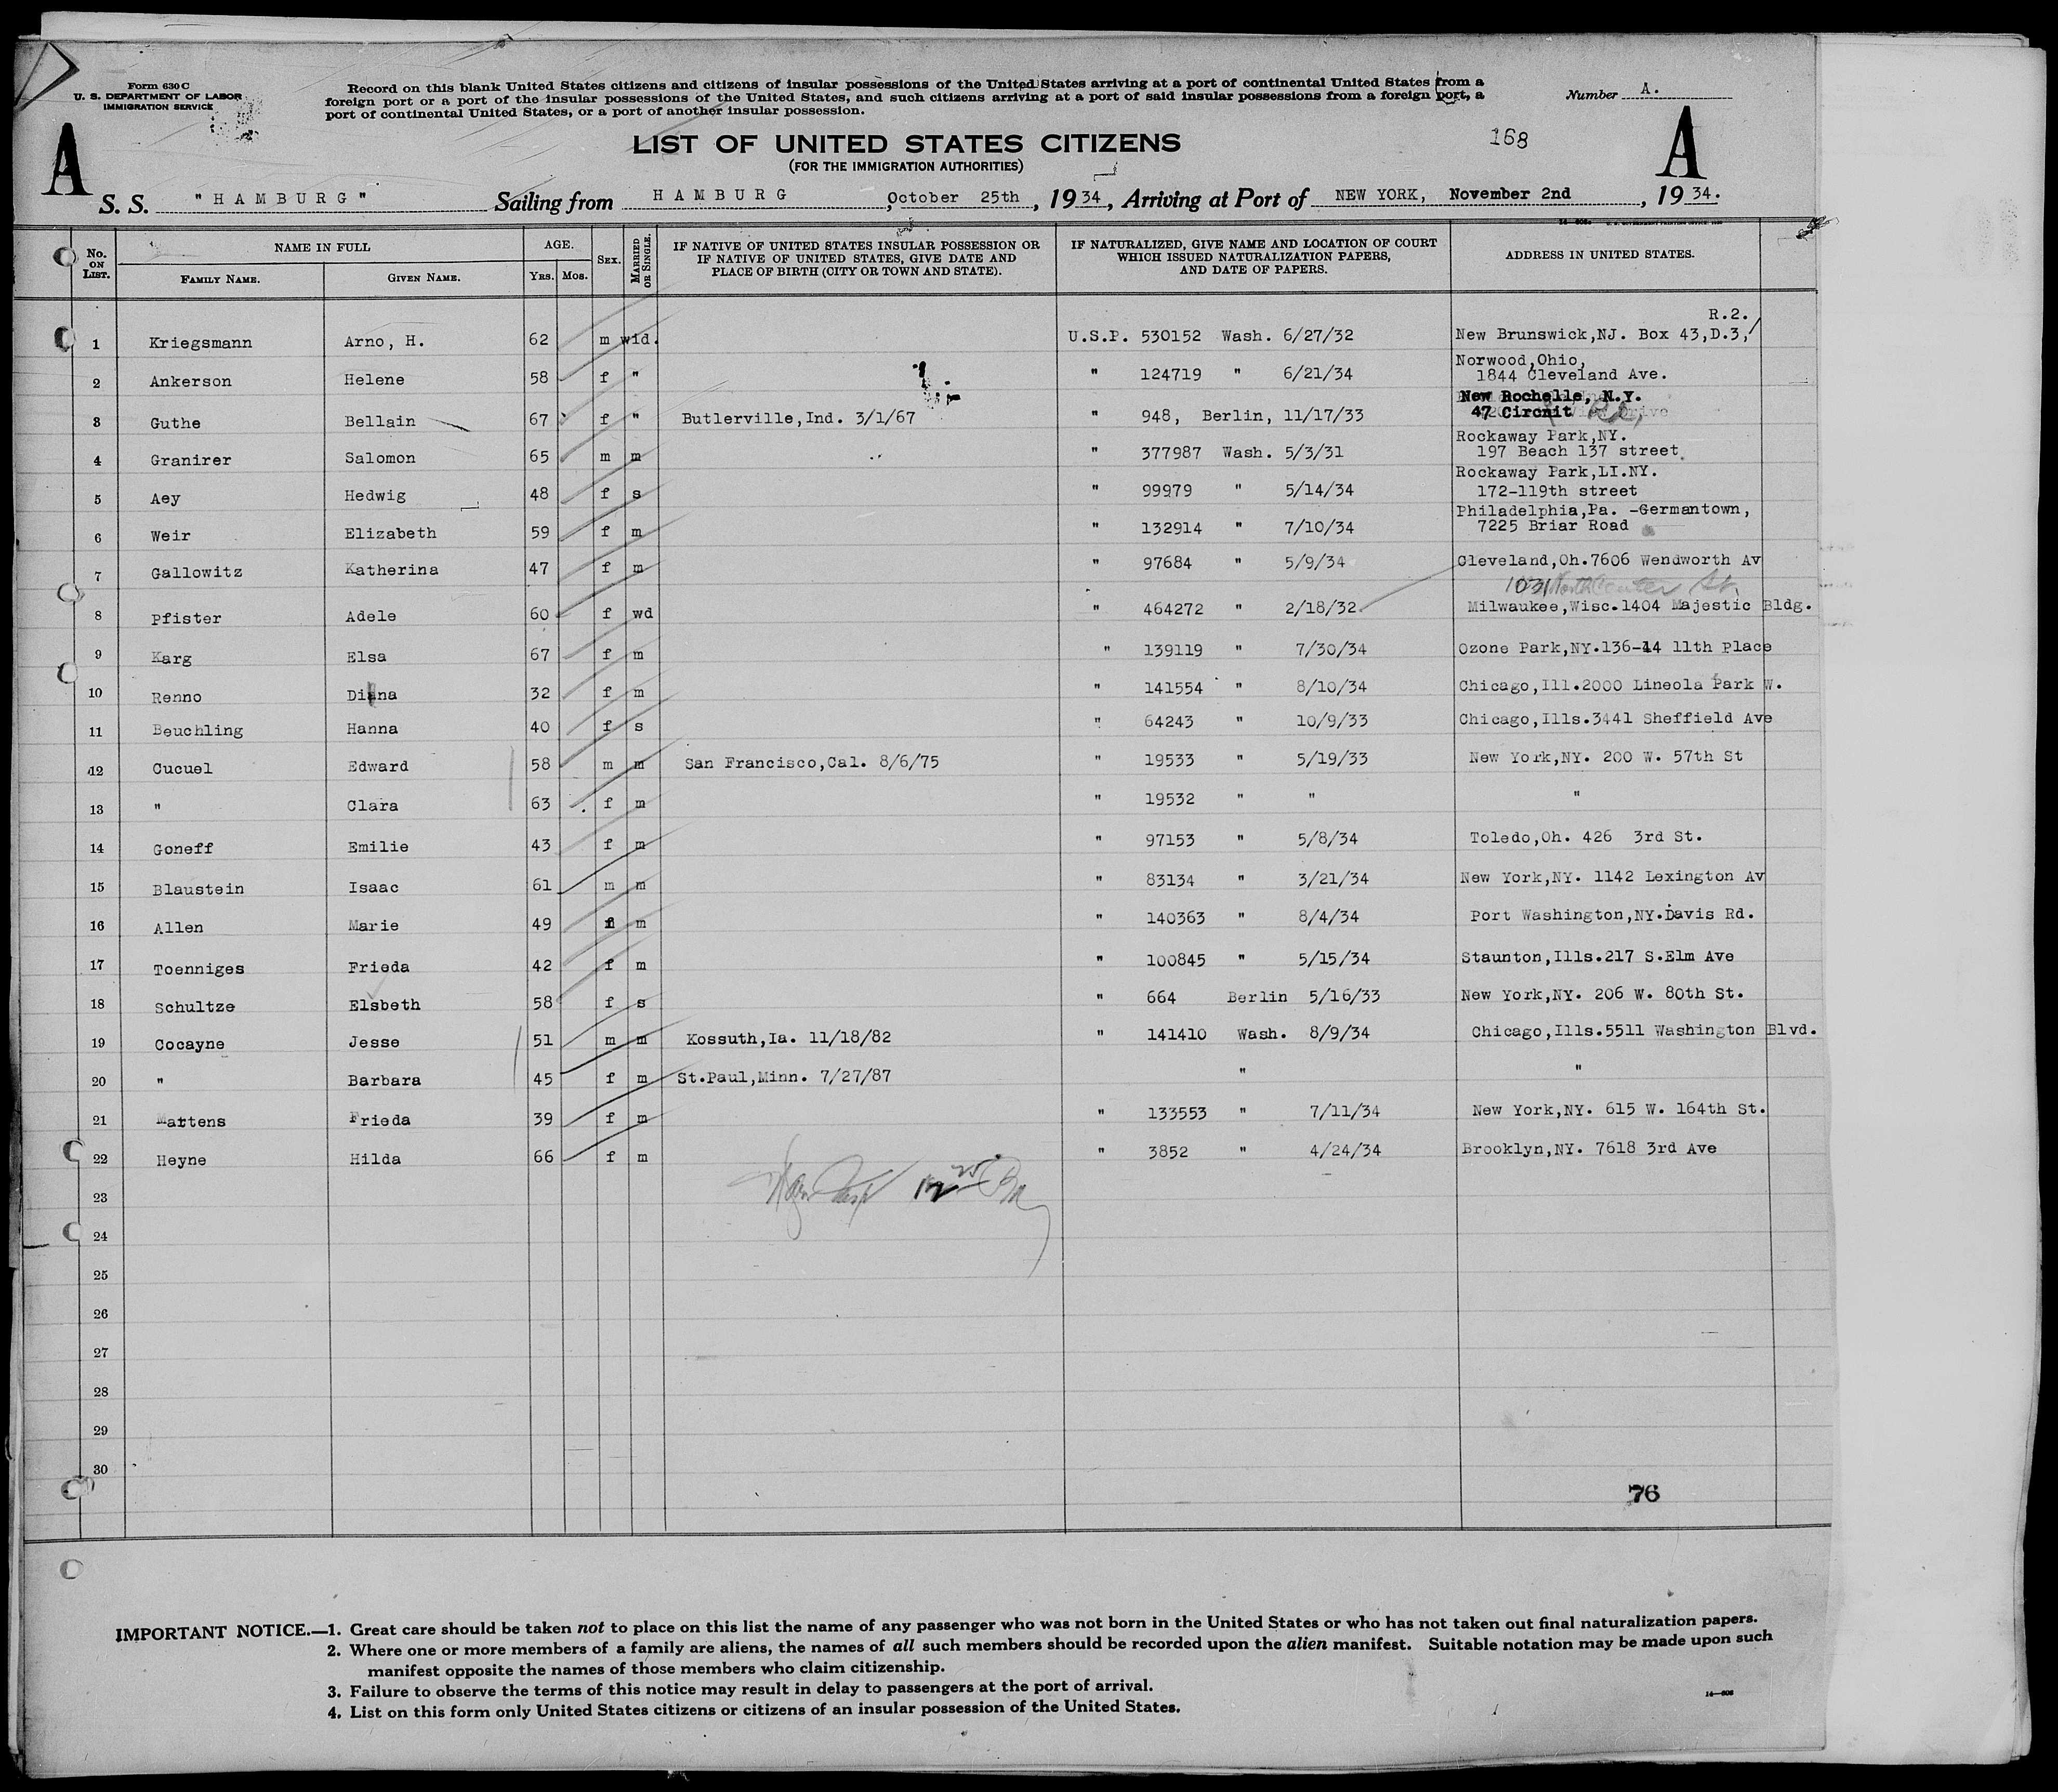 Form 630 C
U. S. DEPARTMENT OF LABOR
IMMIGRATION SERVICE
Record on this blank United States citizens and citizens of insular possessions of the United States arriving at a port of continental United States from a
foreign port or a port of the insular possessions of the United States, and such citizens arriving at a port of said insular possessions from a foreign port, a
port of continental United States, or a port of another insular possession.
Number A.
A
LIST OF UNITED STATES CITIZENS
168
A
(FOR THE IMMIGRATION AUTHORITIES)
S. S. "HAMBURG" Sailing from HAMBURG, October 25th, 1934, Arriving at Port of NEW YORK, November 2nd, 1934.
No. ON LIST. NAME IN FULL FAMILY NAME. GIVEN NAME. AGE. YRS. MOS. SEX. MARRIED OR SINGLE. IF NATIVE OF UNITED STATES INSULAR POSSESSION OR IF NATIVE OF UNITED STATES, GIVE DATE AND PLACE OF BIRTH (CITY OR TOWN AND STATE). IF NATURALIZED, GIVE NAME AND LOCATION OF COURT WHICH ISSUED NATURALIZATION PAPERS, AND DATE OF PAPERS. ADDRESS IN UNITED STATES.
R.2.
1 Kriegsmann Arno, H. 62 m wid. U.S.P. 530152 Wash. 6/27/32 New Brunswick,NJ. Box 43,D.3,
Norwood,Ohio,
2 Ankerson Helene 58 f " " 124719 " 6/21/34 1844 Cleveland Ave.
New Rochelle, N.Y.
3 Guthe Bellain 67 f " Butlerville,Ind. 3/1/67 " 948, Berlin, 11/17/33 47 Circuit Rd,
Rockaway Park,NY.
4 Granirer Salomon 65 m m " 377987 Wash. 5/3/31 197 Beach 137 street.
Rockaway Park,LI.NY.
5 Aey Hedwig 48 f s " 99979 " 5/14/34 172-119th street
Philadelphia,Pa. -Germantown,
6 Weir Elizabeth 59 f m " 132914 " 7/10/34 7225 Briar Road
7 Gallowitz Katherina 47 f m " 97684 " 5/9/34 Cleveland,Oh.7606 Wendworth Av
1031 North Center St.
8 Pfister Adele 60 f wd " 464272 " 2/18/32 Milwaukee,Wisc.1404 Majestic Bldg.
9 Karg Elsa 67 f m " 139119 " 7/30/34 Ozone Park,NY.136-14 11th Place
10 Renno Diana 32 f m " 141554 " 8/10/34 Chicago,Ill.2000 Lineola Park W.
11 Beuchling Hanna 40 f s " 64243 " 10/9/33 Chicago,Ills.3441 Sheffield Ave
12 Cucuel Edward 58 m m San Francisco,Cal. 8/6/75 " 19533 " 5/19/33 New York,NY. 200 W. 57th St
13 " Clara 63 f m " 19532 " " "
14 Goneff Emilie 43 f m " 97153 " 5/8/34 Toledo,Oh. 426 3rd St.
15 Blaustein Isaac 61 m m " 83134 " 3/21/34 New York,NY. 1142 Lexington Av
16 Allen Marie 49 f m " 140363 " 8/4/34 Port Washington,NY.Davis Rd.
17 Toenniges Frieda 42 f m " 100845 " 5/15/34 Staunton,Ills.217 S.Elm Ave
18 Schultze Elsbeth 58 f s " 664 Berlin 5/16/33 New York,NY. 206 W. 80th St.
19 Cocayne Jesse 51 m m Kossuth,Ia. 11/18/82 " 141410 Wash. 8/9/34 Chicago,Ills.5511 Washington Blvd.
20 " Barbara 45 f m St.Paul,Minn. 7/27/87 " "
21 Martens Frieda 39 f m " 133553 " 7/11/34 New York,NY. 615 W. 164th St.
22 Heyne Hilda 66 f m " 3852 " 4/24/34 Brooklyn,NY. 7618 3rd Ave
23
24
25
26
27
28
29
30
76
IMPORTANT NOTICE.—1. Great care should be taken not to place on this list the name of any passenger who was not born in the United States or who has not taken out final naturalization papers.
2. Where one or more members of a family are aliens, the names of all such members should be recorded upon the alien manifest. Suitable notation may be made upon such
manifest opposite the names of those members who claim citizenship.
3. Failure to observe the terms of this notice may result in delay to passengers at the port of arrival.
4. List on this form only United States citizens or citizens of an insular possession of the United States.